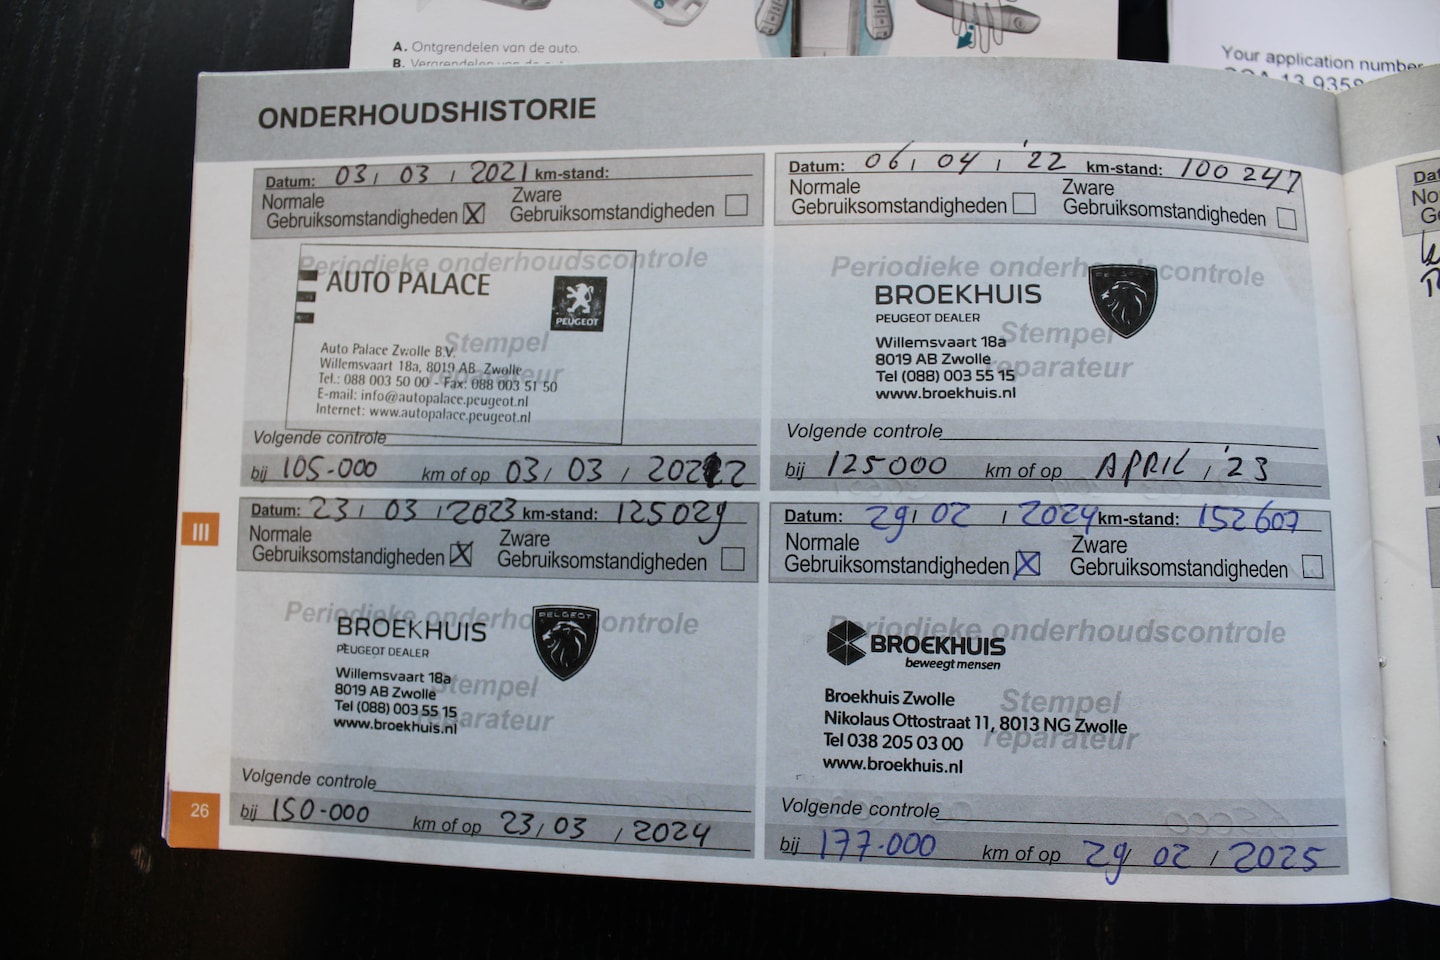 A. Ontgrendelen van de auto.
Your application number
ONDERHOUDSHISTORIE
Datum: 03 / 03 / 2021 km-stand:
Normale
Gebruiksomstandigheden X
Zware
Gebruiksomstandigheden
Periodieke onderhoudscontrole
AUTO PALACE
PEUGEOT
Stempel
reparateur
Auto Palace Zwolle B.V.
Willemsvaart 18a, 8019 AB Zwolle
Tel.: 088 003 50 00 - Fax: 088 003 51 50
E-mail: info@autopalace.peugeot.nl
Internet: www.autopalace.peugeot.nl
Volgende controle
bij 105-000 km of op 03 / 03 / 2022
Datum: 06 / 04 / '22 km-stand: 100247
Normale
Gebruiksomstandigheden
Zware
Gebruiksomstandigheden
Periodieke onderhoudscontrole
BROEKHUIS
PEUGEOT DEALER
PEUGEOT
Stempel
reparateur
Willemsvaart 18a
8019 AB Zwolle
Tel (088) 003 55 15
www.broekhuis.nl
Volgende controle
bij 125000 km of op APRIL / '23
III
Datum: 23 / 03 / 2023 km-stand: 125029
Normale
Gebruiksomstandigheden X
Zware
Gebruiksomstandigheden
Periodieke onderhoudscontrole
BROEKHUIS
PEUGEOT DEALER
PEUGEOT
Stempel
reparateur
Willemsvaart 18a
8019 AB Zwolle
Tel (088) 003 55 15
www.broekhuis.nl
Volgende controle
bij 150-000 km of op 23 / 03 / 2024
Datum: 29 / 02 / 2024 km-stand: 152607
Normale
Gebruiksomstandigheden X
Zware
Gebruiksomstandigheden
Periodieke onderhoudscontrole
BROEKHUIS
beweegt mensen
Stempel
reparateur
Broekhuis Zwolle
Nikolaus Ottostraat 11, 8013 NG Zwolle
Tel 038 205 03 00
www.broekhuis.nl
Volgende controle
bij 177-000 km of op 29 / 02 / 2025
26